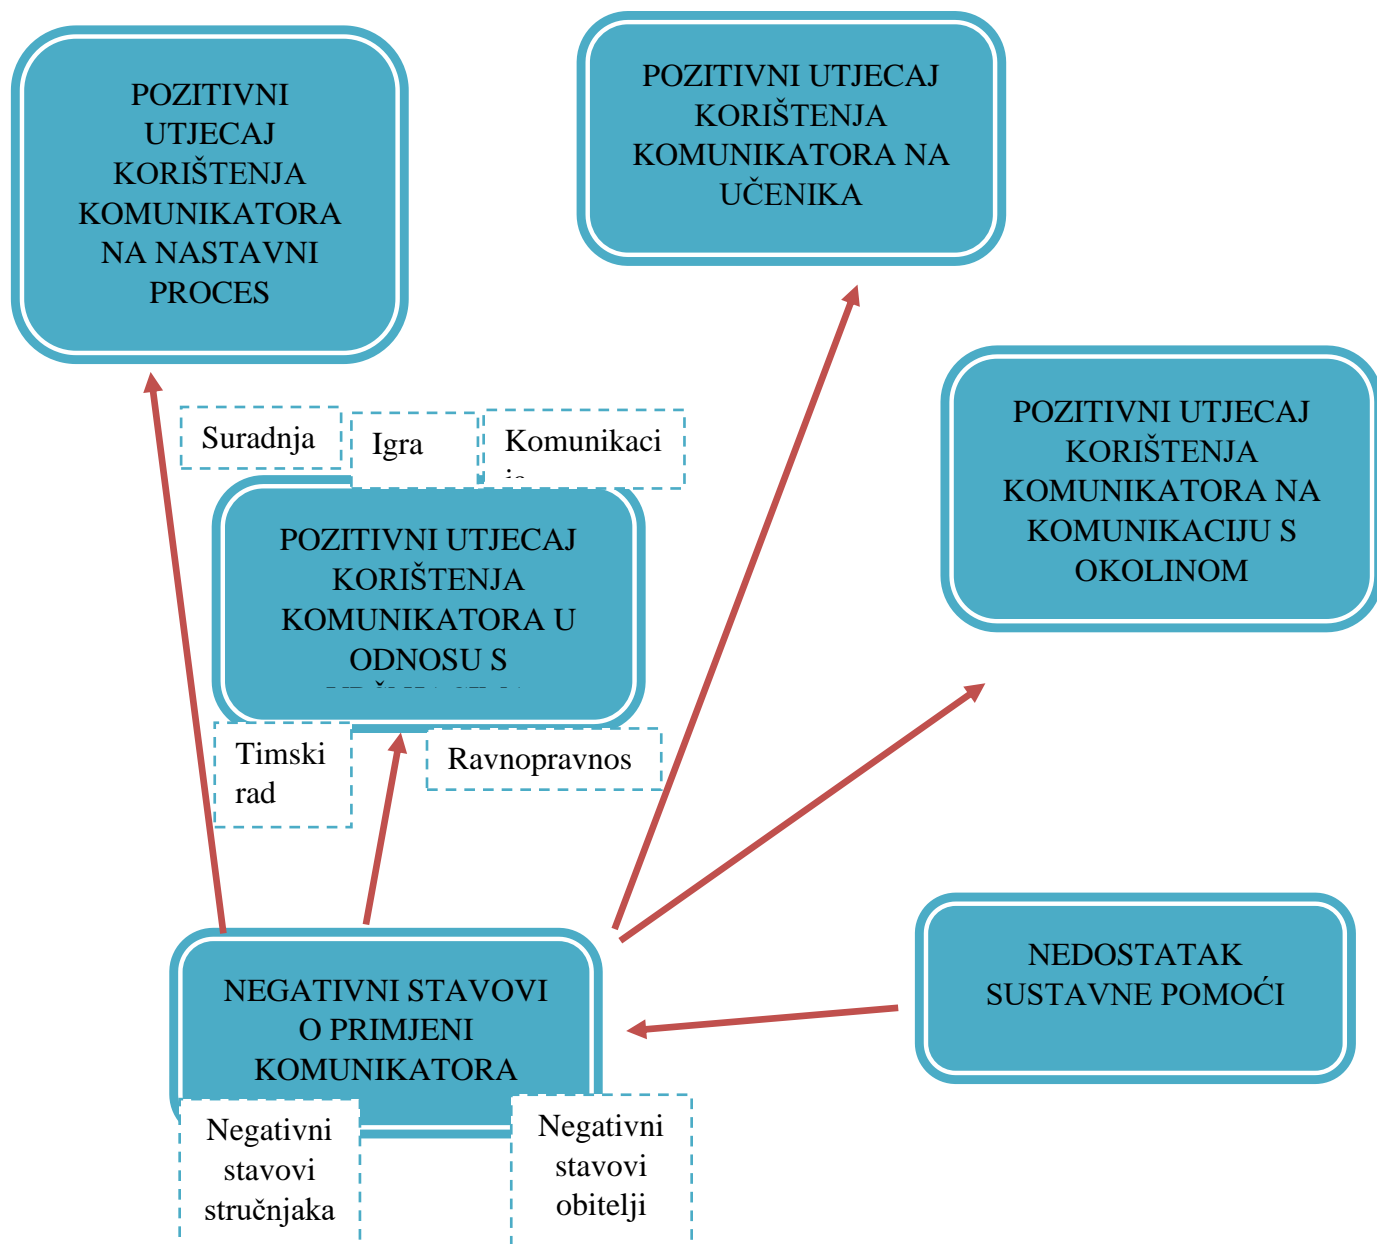 POZITIVNI
UTJECAJ
KORIŠTENJA
KOMUNIKATORA
NA NASTAVNI
PROCES
POZITIVNI UTJECAJ
KORIŠTENJA
KOMUNIKATORA NA
UČENIKA
POZITIVNI UTJECAJ
KORIŠTENJA
KOMUNIKATORA NA
KOMUNIKACIJU S
OKOLINOM
Suradnja
Igra
Komunikaci
POZITIVNI UTJECAJ
KORIŠTENJA
KOMUNIKATORA U
ODNOSU S
Timski
rad
Ravnopravnos
NEDOSTATAK
SUSTAVNE POMOĆI
NEGATIVNI STAVOVI
O PRIMJENI
KOMUNIKATORA
Negativni
stavovi
stručnjaka
Negativni
stavovi
obitelji